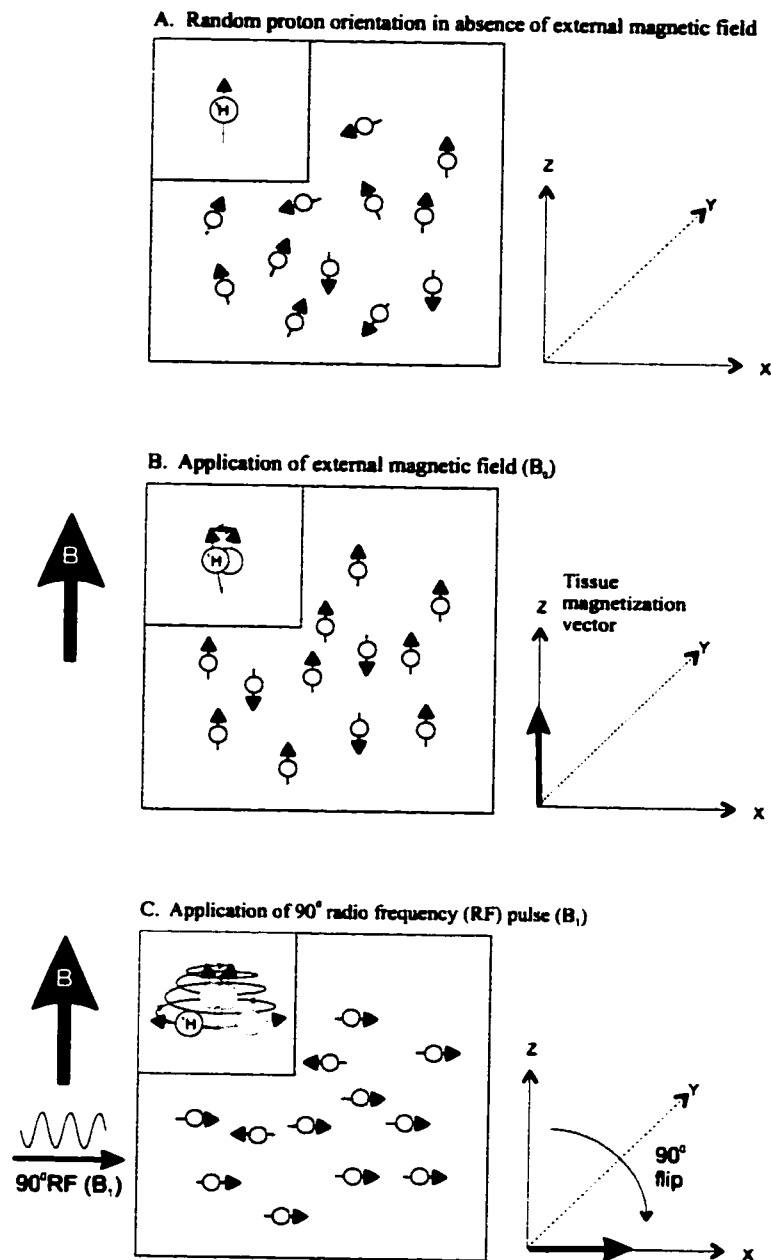 A. Random proton orientation in absence of external magnetic field
H
Z
Y
X
B. Application of external magnetic field (B₀)
B
H
Tissue
magnetization
vector
Z
Y
X
C. Application of 90° radio frequency (RF) pulse (B₁)
B
H
90°RF (B₁)
Z
Y
90°
flip
X